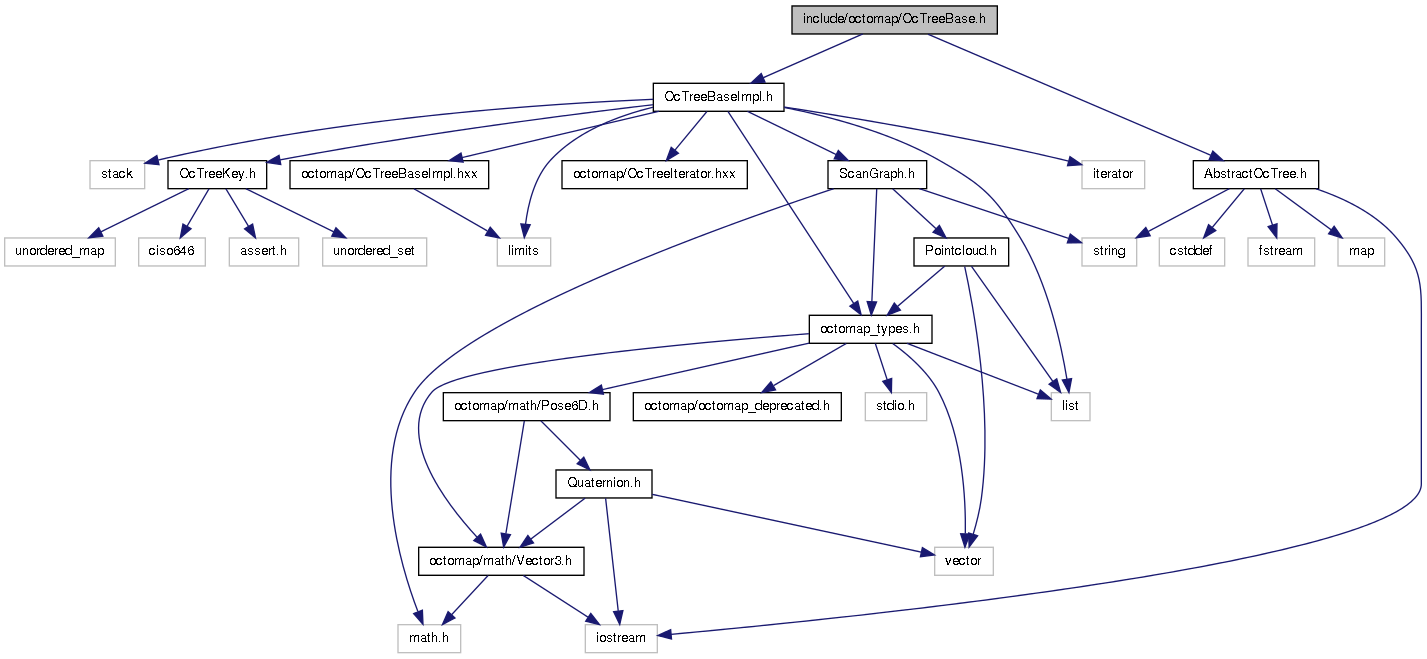 include/octomap/OcTreeBase.h
OcTreeBaseImpl.h
stack
OcTreeKey.h
octomap/OcTreeBaseImpl.hxx
octomap/OcTreeIterator.hxx
ScanGraph.h
iterator
AbstractOcTree.h
unordered_map
ciso646
assert.h
unordered_set
limits
Pointcloud.h
string
cstddef
fstream
map
octomap_types.h
octomap/math/Pose6D.h
octomap/octomap_deprecated.h
stdio.h
list
Quaternion.h
octomap/math/Vector3.h
vector
math.h
iostream